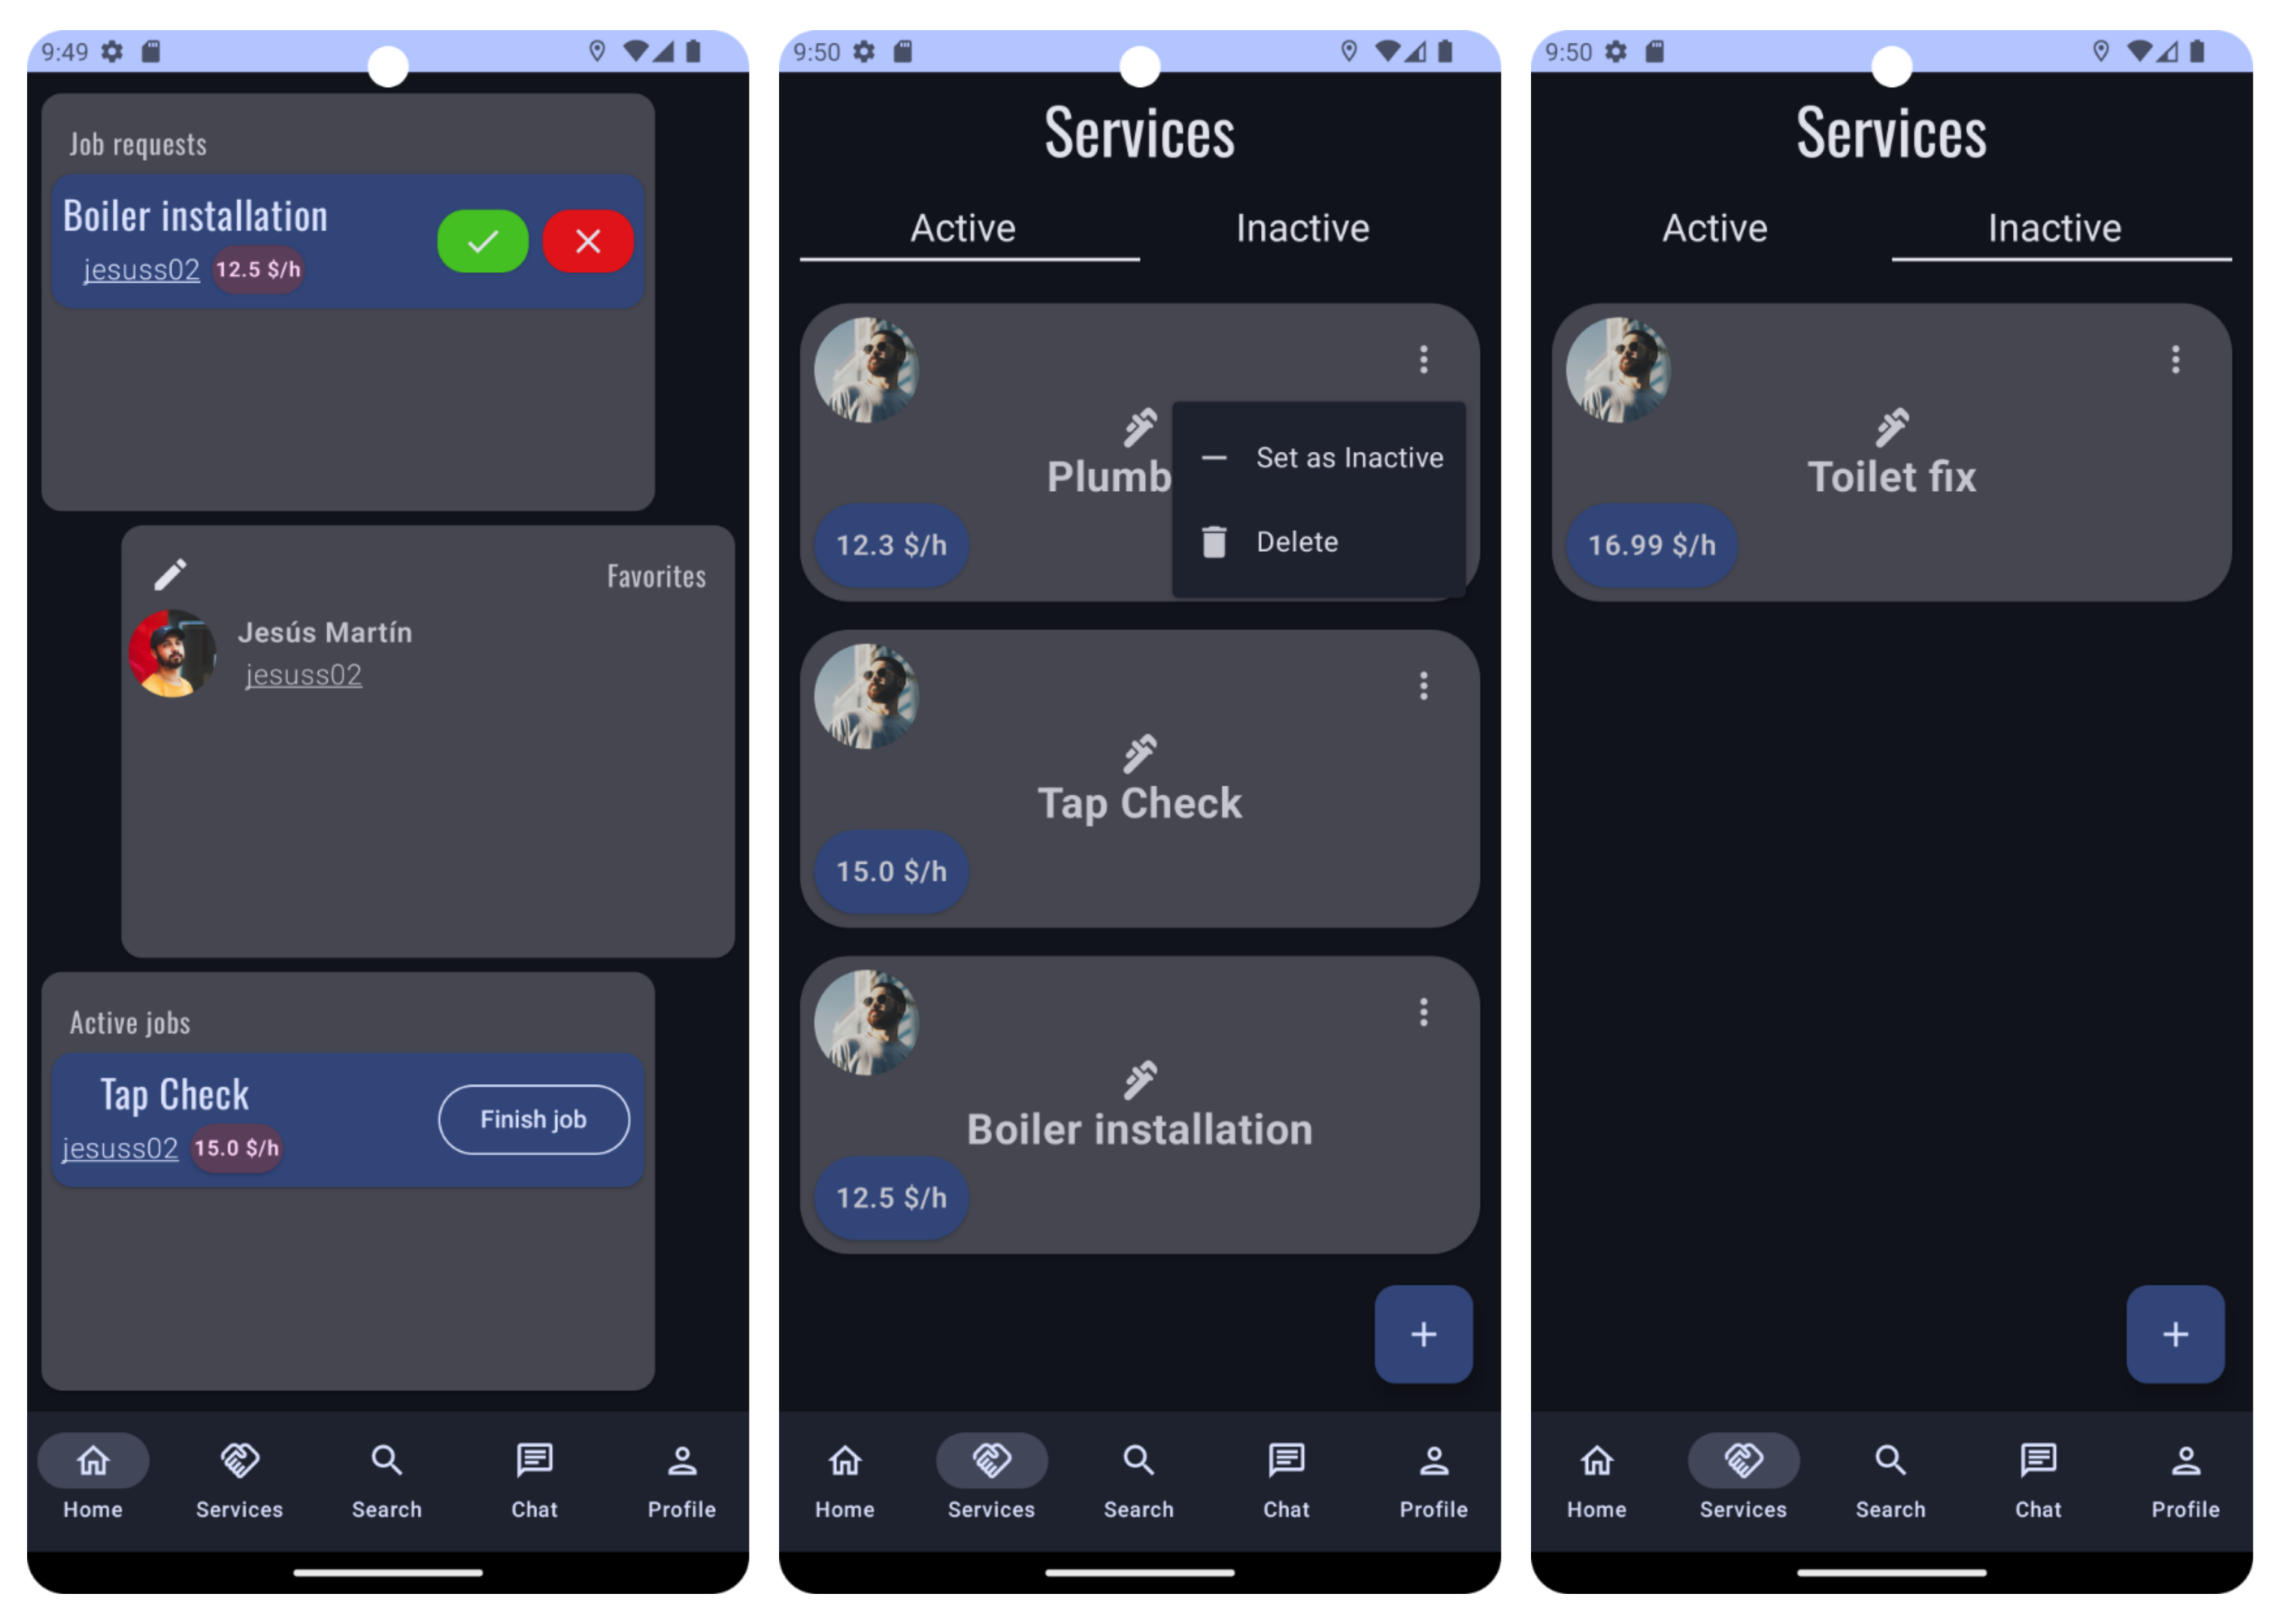 9:49
Job requests
Boiler installation
jesuss02 12.5 $/h
Favorites
Jesús Martín
jesuss02
Active jobs
Tap Check
jesuss02 15.0 $/h
Finish job
Home Services Search Chat Profile
9:50
Services
Active Inactive
Plumb
Set as Inactive
Delete
12.3 $/h
Tap Check
15.0 $/h
Boiler installation
12.5 $/h
+
Home Services Search Chat Profile
9:50
Services
Active Inactive
Toilet fix
16.99 $/h
+
Home Services Search Chat Profile